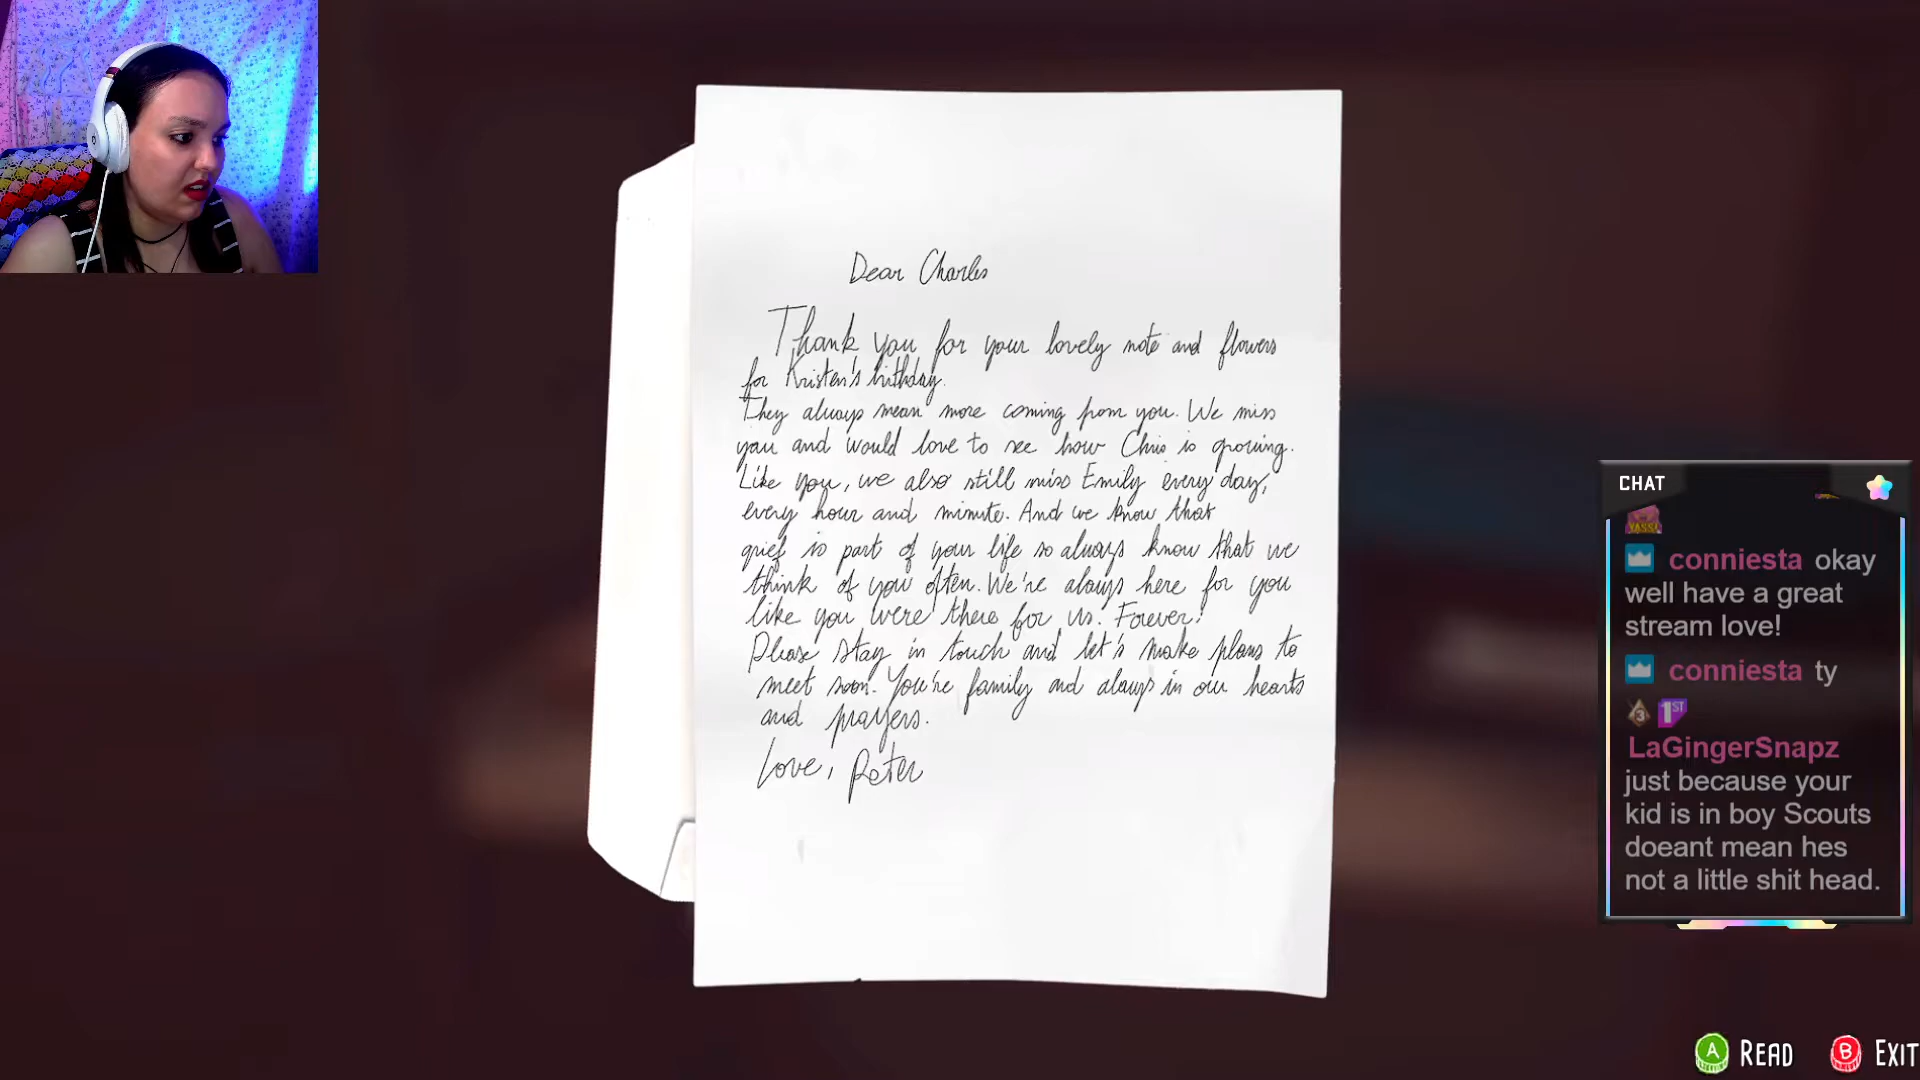 Dear Charles
Thank you for your lovely note and flowers
for Kristen's birthday.
They always mean more coming from you. We miss
you and would love to see how Chris is growing.
Like you, we also still miss Emily every day,
every hour and minute. And we know that
grief is part of your life so always know that we
think of you often. We're always here for you
like you were there for us. Forever!
Please stay in touch and let's make plans to
meet soon. You're family and always in our hearts
and prayers.
Love, Peter
CHAT
YASS!
conniesta okay
well have a great
stream love!
conniesta ty
3 1ST
LaGingerSnapz
just because your
kid is in boy Scouts
doeant mean hes
not a little shit head.
A READ B EXIT